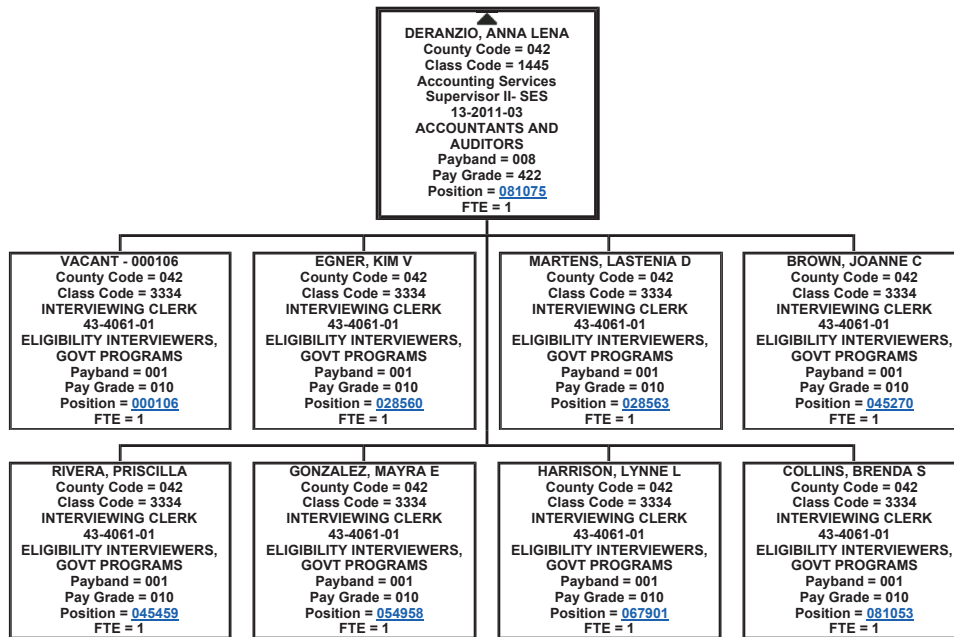 DERANZIO, ANNA LENA
County Code = 042
Class Code = 1445
Accounting Services
Supervisor II- SES
13-2011-03
ACCOUNTANTS AND
AUDITORS
Payband = 008
Pay Grade = 422
Position = 081075
FTE = 1
VACANT - 000106
County Code = 042
Class Code = 3334
INTERVIEWING CLERK
43-4061-01
ELIGIBILITY INTERVIEWERS,
GOVT PROGRAMS
Payband = 001
Pay Grade = 010
Position = 000106
FTE = 1
EGNER, KIM V
County Code = 042
Class Code = 3334
INTERVIEWING CLERK
43-4061-01
ELIGIBILITY INTERVIEWERS,
GOVT PROGRAMS
Payband = 001
Pay Grade = 010
Position = 028560
FTE = 1
MARTENS, LASTENIA D
County Code = 042
Class Code = 3334
INTERVIEWING CLERK
43-4061-01
ELIGIBILITY INTERVIEWERS,
GOVT PROGRAMS
Payband = 001
Pay Grade = 010
Position = 028563
FTE = 1
BROWN, JOANNE C
County Code = 042
Class Code = 3334
INTERVIEWING CLERK
43-4061-01
ELIGIBILITY INTERVIEWERS,
GOVT PROGRAMS
Payband = 001
Pay Grade = 010
Position = 045270
FTE = 1
RIVERA, PRISCILLA
County Code = 042
Class Code = 3334
INTERVIEWING CLERK
43-4061-01
ELIGIBILITY INTERVIEWERS,
GOVT PROGRAMS
Payband = 001
Pay Grade = 010
Position = 045459
FTE = 1
GONZALEZ, MAYRA E
County Code = 042
Class Code = 3334
INTERVIEWING CLERK
43-4061-01
ELIGIBILITY INTERVIEWERS,
GOVT PROGRAMS
Payband = 001
Pay Grade = 010
Position = 054958
FTE = 1
HARRISON, LYNNE L
County Code = 042
Class Code = 3334
INTERVIEWING CLERK
43-4061-01
ELIGIBILITY INTERVIEWERS,
GOVT PROGRAMS
Payband = 001
Pay Grade = 010
Position = 067901
FTE = 1
COLLINS, BRENDA S
County Code = 042
Class Code = 3334
INTERVIEWING CLERK
43-4061-01
ELIGIBILITY INTERVIEWERS,
GOVT PROGRAMS
Payband = 001
Pay Grade = 010
Position = 081053
FTE = 1